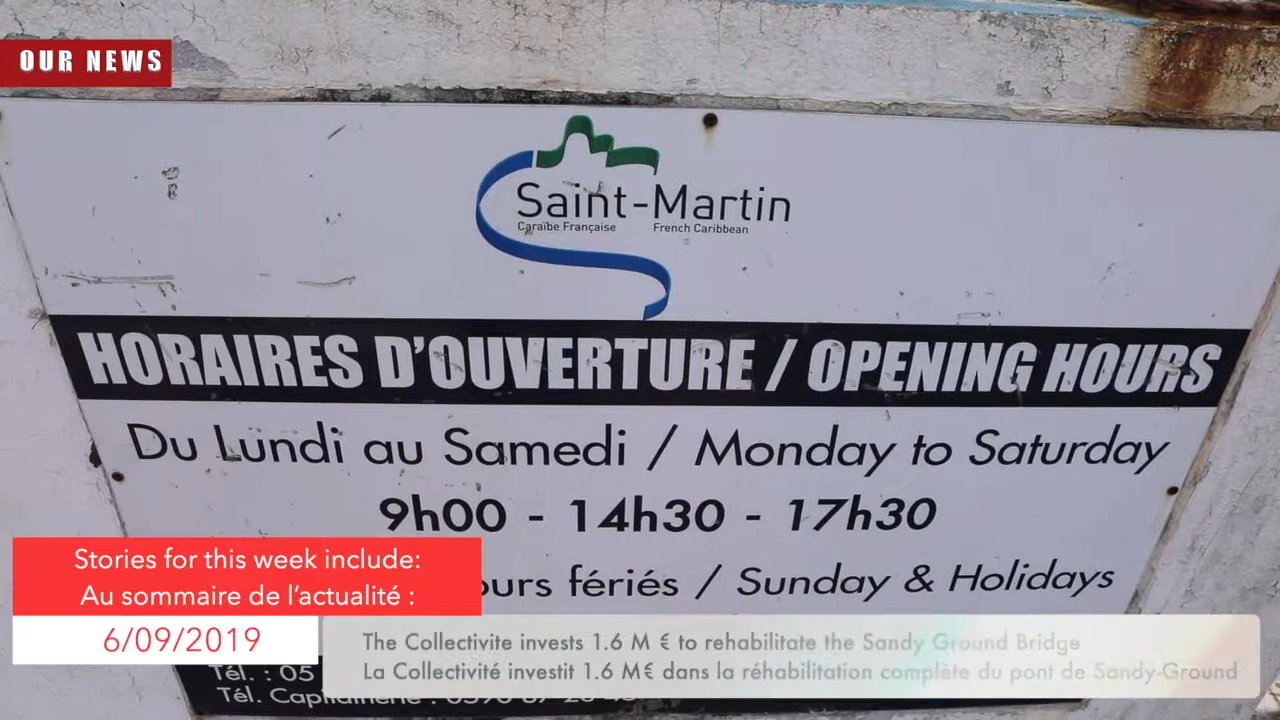 OUR NEWS
Saint-Martin
Caraïbe Française French Caribbean
HORAIRES D'OUVERTURE / OPENING HOURS
Du Lundi au Samedi / Monday to Saturday
9h00 - 14h30 - 17h30
fériés / Sunday & Holidays
Stories for this week include:
Au sommaire de l'actualité :
6/09/2019
The Collectivite invests 1.6 M € to rehabilitate the Sandy Ground Bridge
La Collectivité investit 1.6 M€ dans la réhabilitation complète du pont de Sandy-Ground
Tél. : 05
Tél.